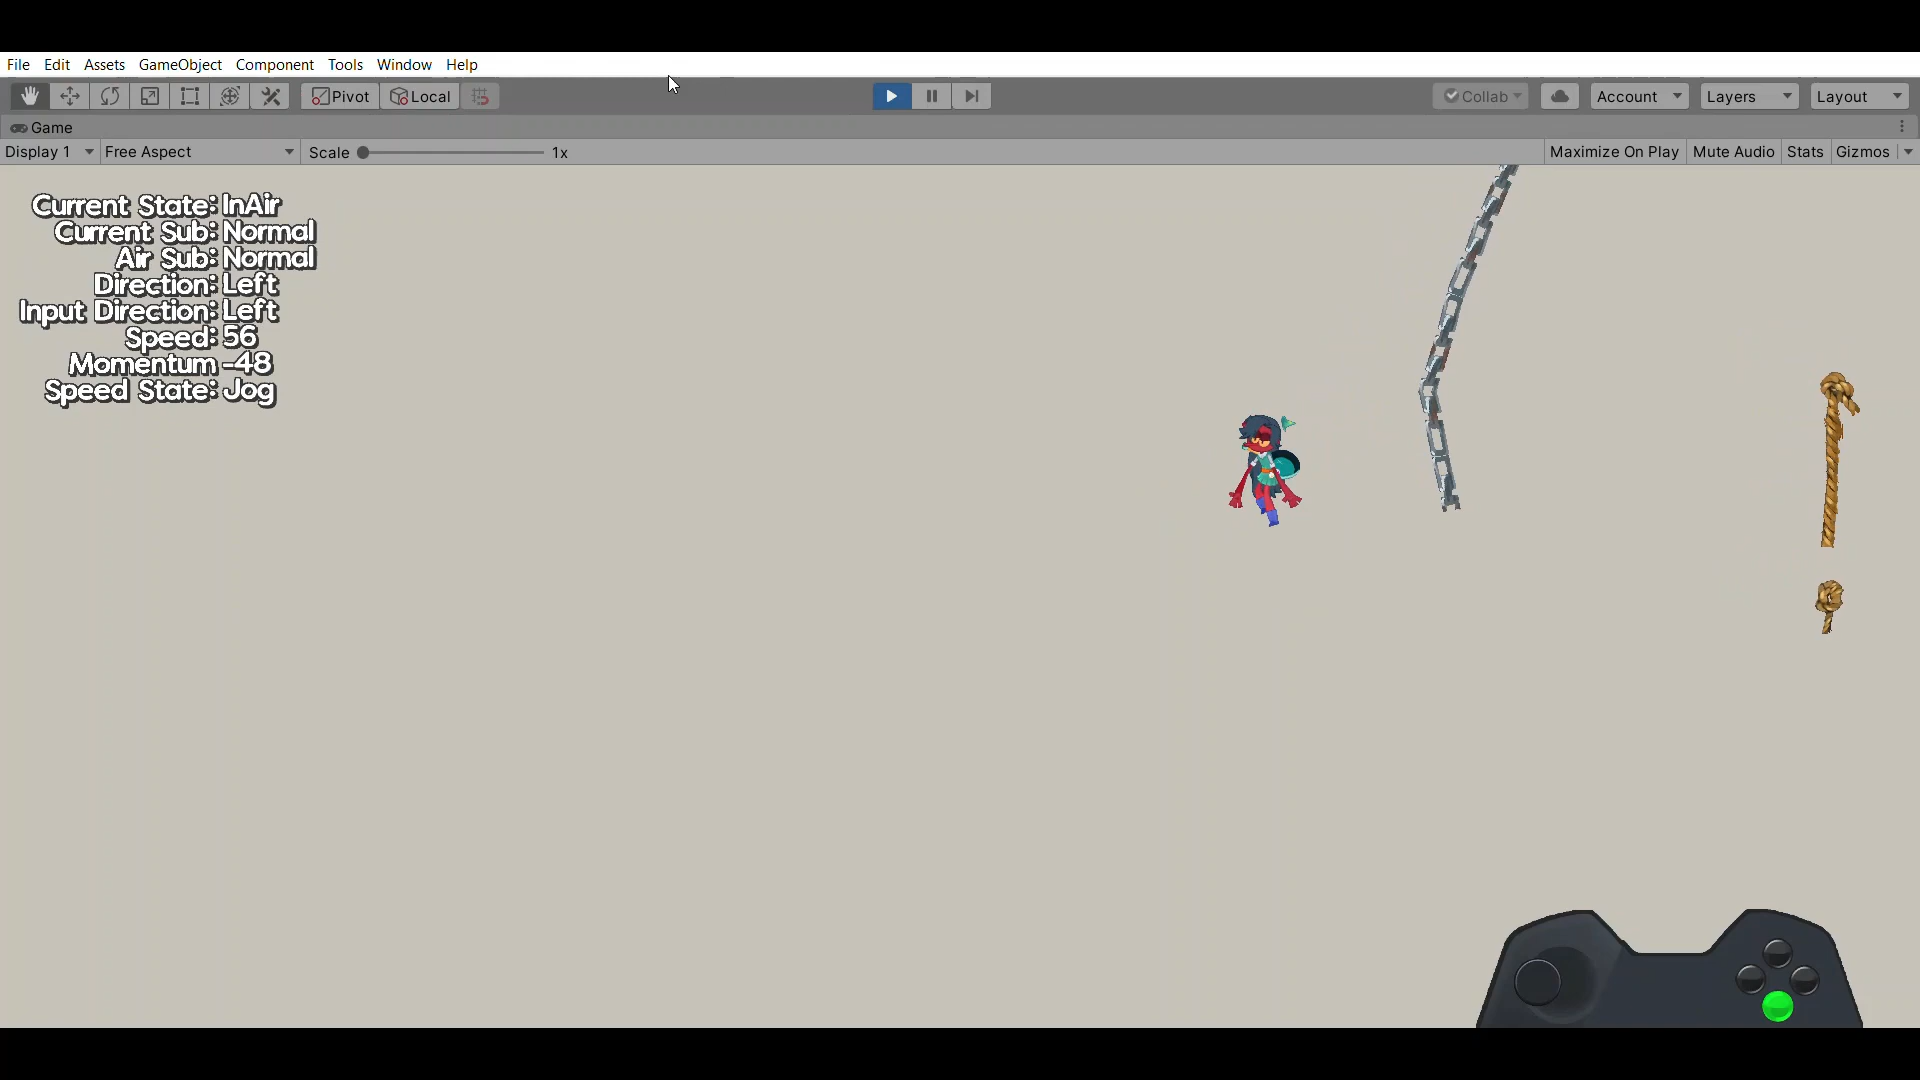 File Edit Assets GameObject Component Tools Window Help
Pivot Local Collab Account Layers Layout
Game
Display 1 Free Aspect Scale 1x Maximize On Play Mute Audio Stats Gizmos
Current State: InAir
Current Sub: Normal
Air Sub: Normal
Direction: Left
Input Direction: Left
Speed: 56
Momentum -48
Speed State: Jog